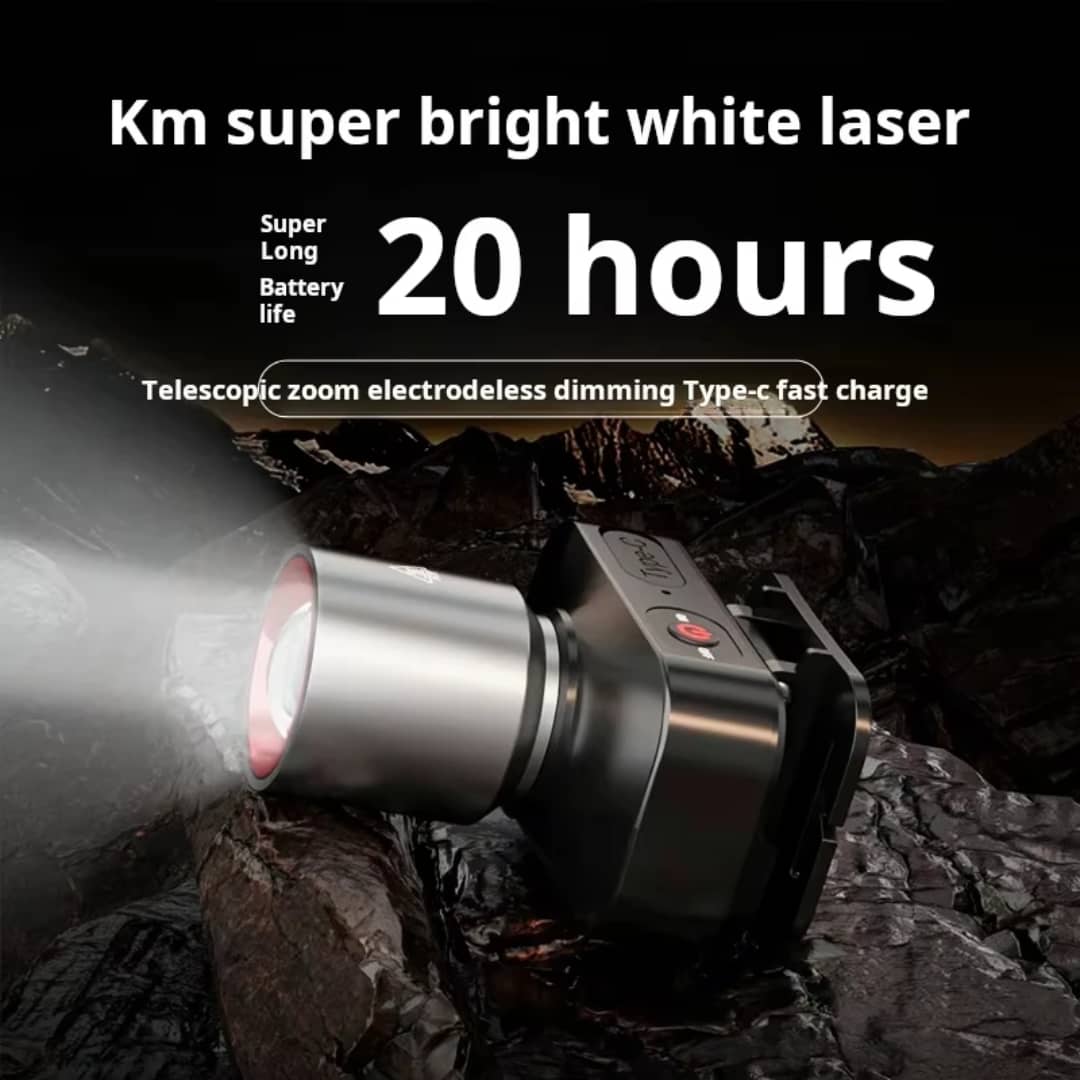 Km super bright white laser
Super
Long
Battery
life
20 hours
Telescopic zoom electrodeless dimming Type-c fast charge
Type-C